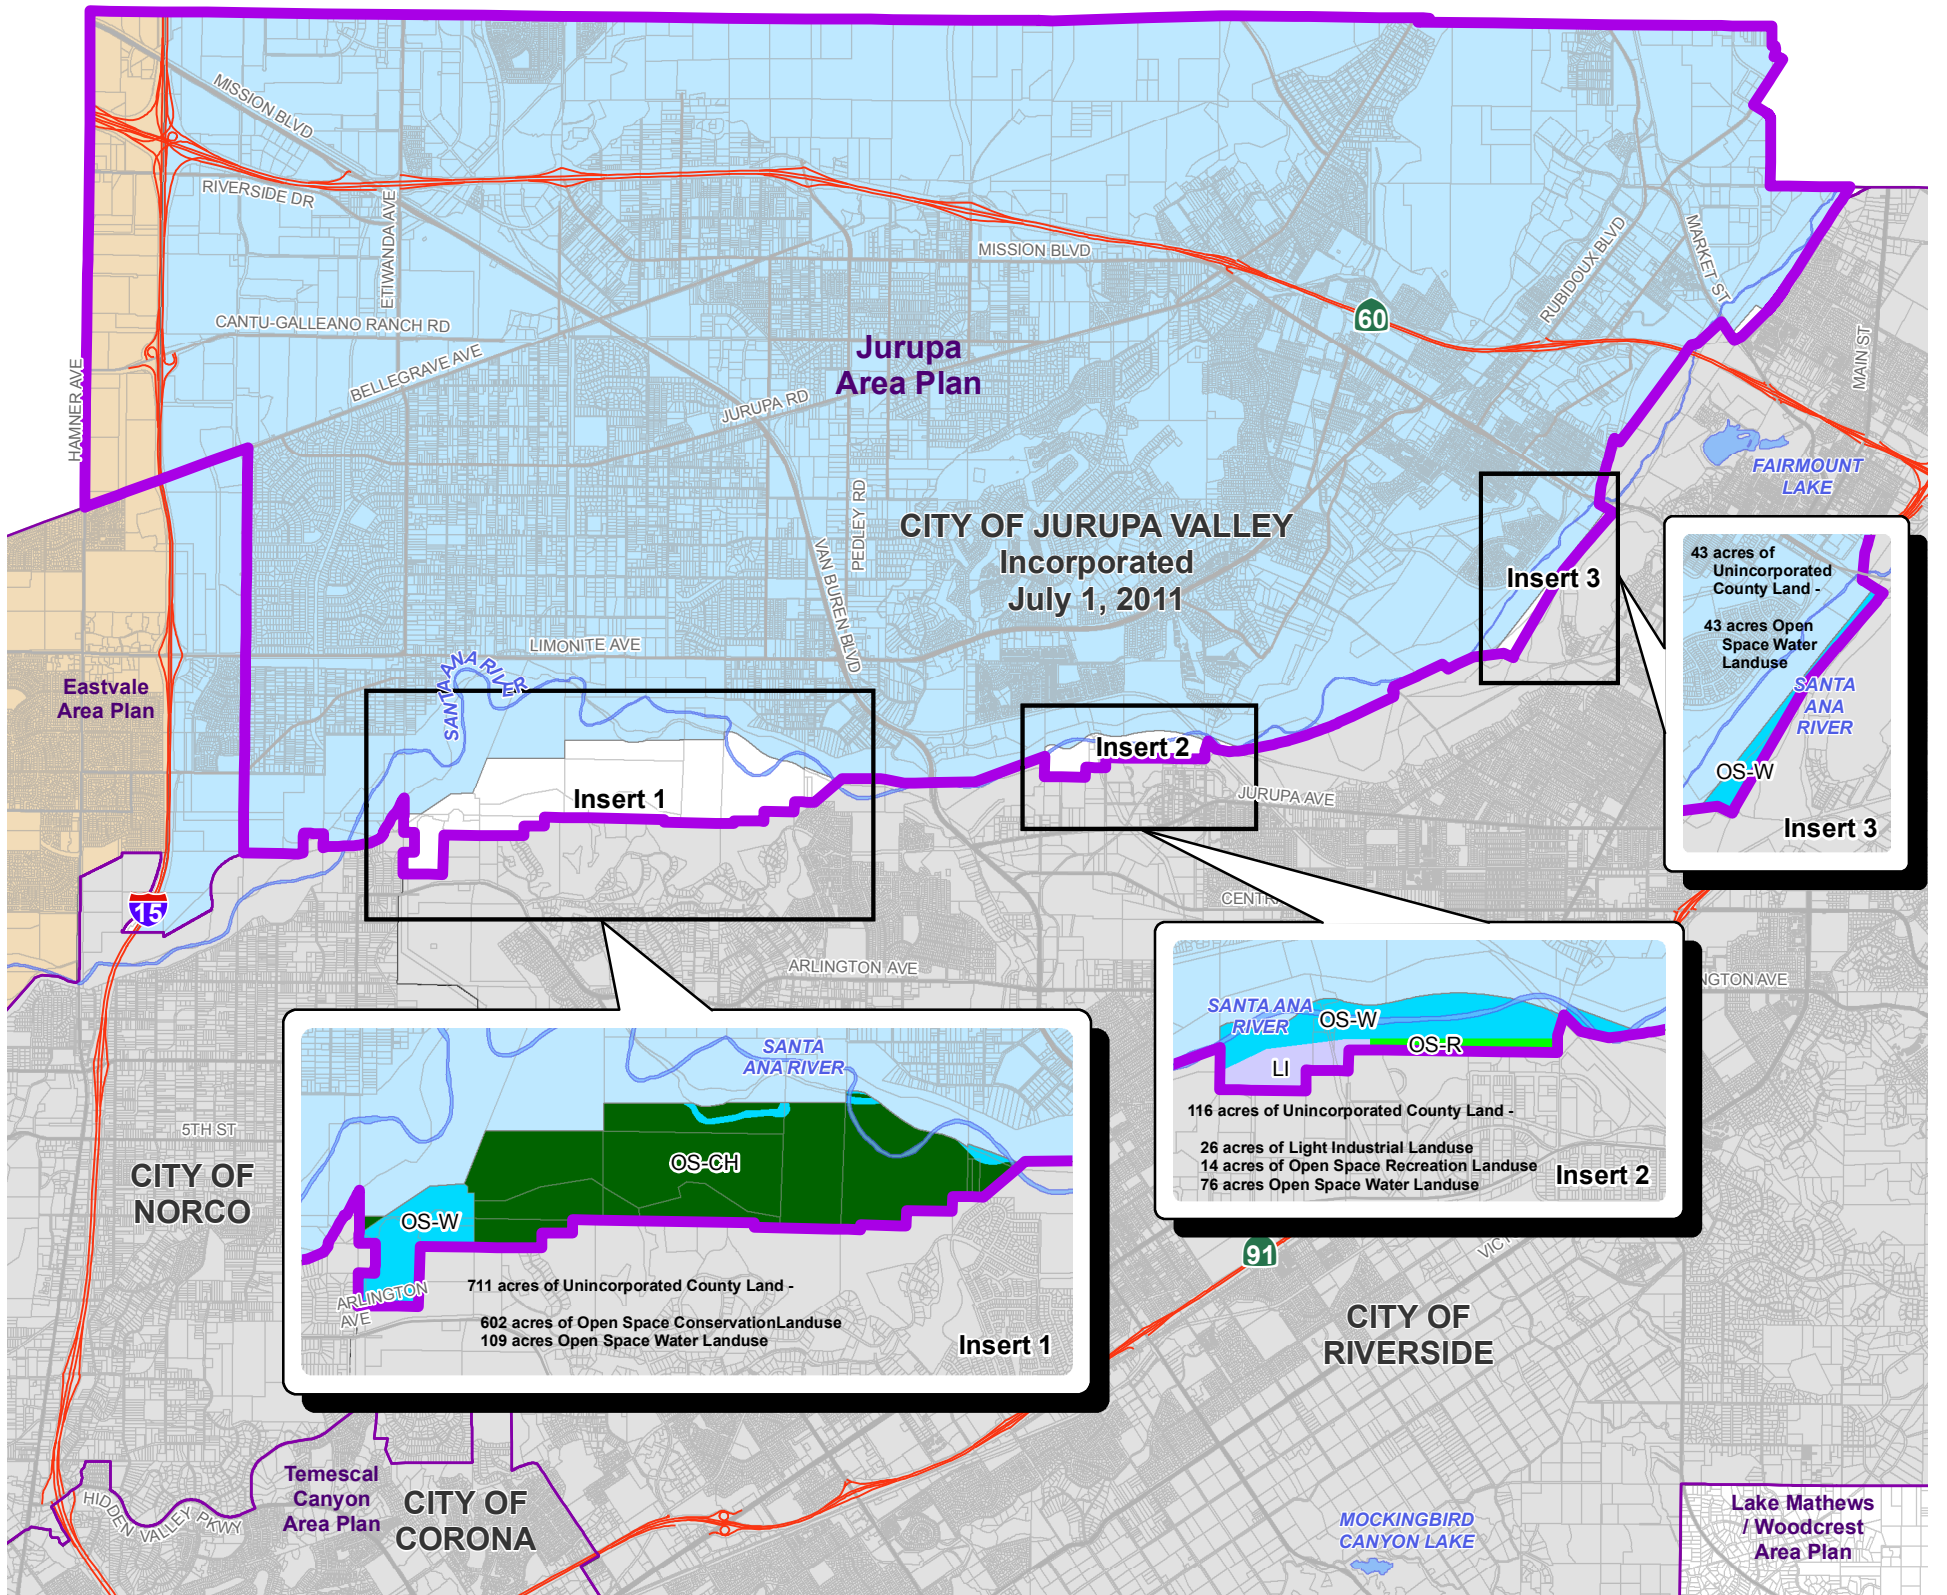 MISSION BLVD
RIVERSIDE DR
ETIWANDA AVE
MISSION BLVD
RUBIDOUX BLVD
MARKET ST
60
CANTU-GALLEANO RANCH RD
BELLEGRAVE AVE
HAMNER AVE
Jurupa
Area Plan
JURUPA RD
MAIN ST
FAIRMOUNT
LAKE
PEDLEY RD
VAN BUREN BLVD
CITY OF JURUPA VALLEY
Incorporated
July 1, 2011
Insert 3
43 acres of
Unincorporated
County Land -
43 acres Open
Space Water
Landuse
SANTA
ANA
RIVER
OS-W
Insert 3
LIMONITE AVE
SANTA ANA RIVER
Eastvale
Area Plan
Insert 1
Insert 2
JURUPA AVE
15
ARLINGTON AVE
NGTON AVE
SANTA ANA
RIVER
OS-W
OS-R
LI
116 acres of Unincorporated County Land -
26 acres of Light Industrial Landuse
14 acres of Open Space Recreation Landuse
76 acres Open Space Water Landuse
Insert 2
SANTA
ANA RIVER
OS-CH
OS-W
ARLINGTON
AVE
711 acres of Unincorporated County Land -
602 acres of Open Space ConservationLanduse
109 acres Open Space Water Landuse
Insert 1
5TH ST
CITY OF
NORCO
91
CITY OF
RIVERSIDE
HIDDEN VALLEY PKWY
Temescal
Canyon
Area Plan
CITY OF
CORONA
MOCKINGBIRD
CANYON LAKE
Lake Mathews
/ Woodcrest
Area Plan